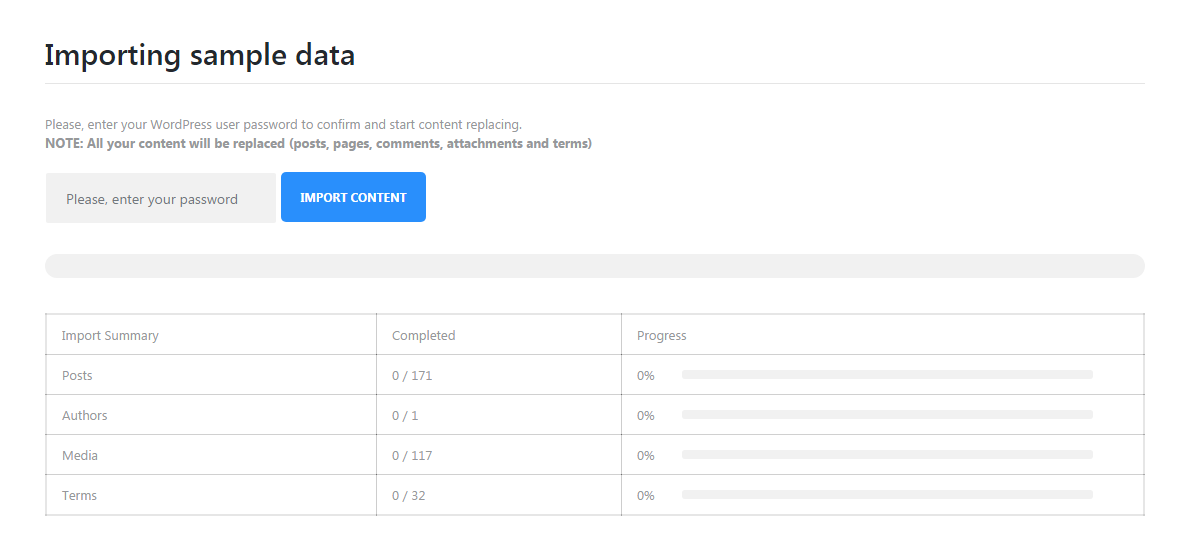 Importing sample data
Please, enter your WordPress user password to confirm and start content replacing.
NOTE: All your content will be replaced (posts, pages, comments, attachments and terms)
Please, enter your password IMPORT CONTENT
Import Summary Completed Progress
Posts 0 / 171 0%
Authors 0 / 1 0%
Media 0 / 117 0%
Terms 0 / 32 0%